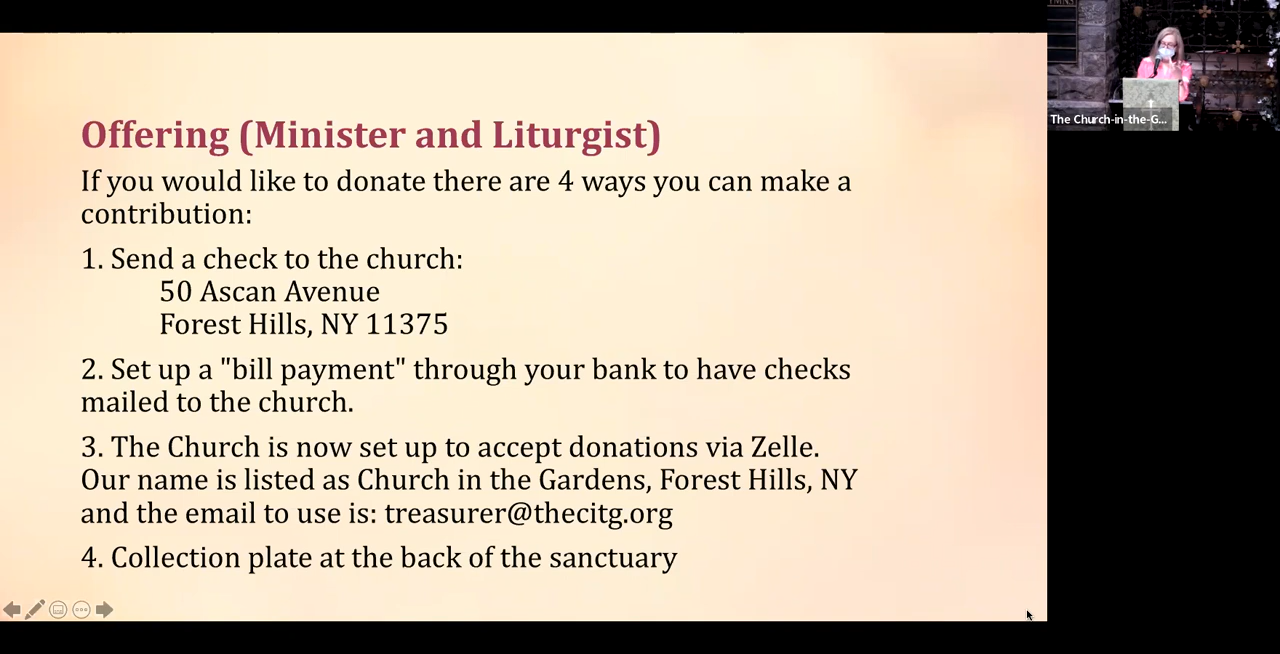 Offering (Minister and Liturgist)
If you would like to donate there are 4 ways you can make a
contribution:
1. Send a check to the church:
50 Ascan Avenue
Forest Hills, NY 11375
2. Set up a "bill payment" through your bank to have checks
mailed to the church.
3. The Church is now set up to accept donations via Zelle.
Our name is listed as Church in the Gardens, Forest Hills, NY
and the email to use is: treasurer@thecitg.org
4. Collection plate at the back of the sanctuary
The Church-in-the-G...